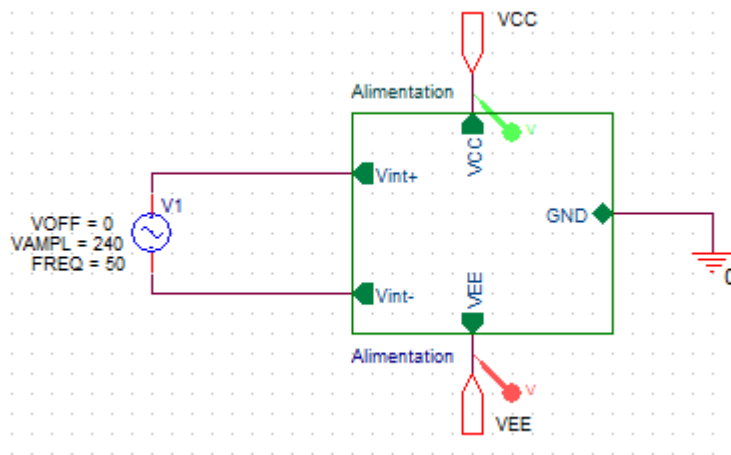 VCC
Alimentation
V
VCC
Vint+
V1
VOFF = 0
VAMPL = 240
FREQ = 50
GND
0
Vint-
VEE
Alimentation
V
VEE